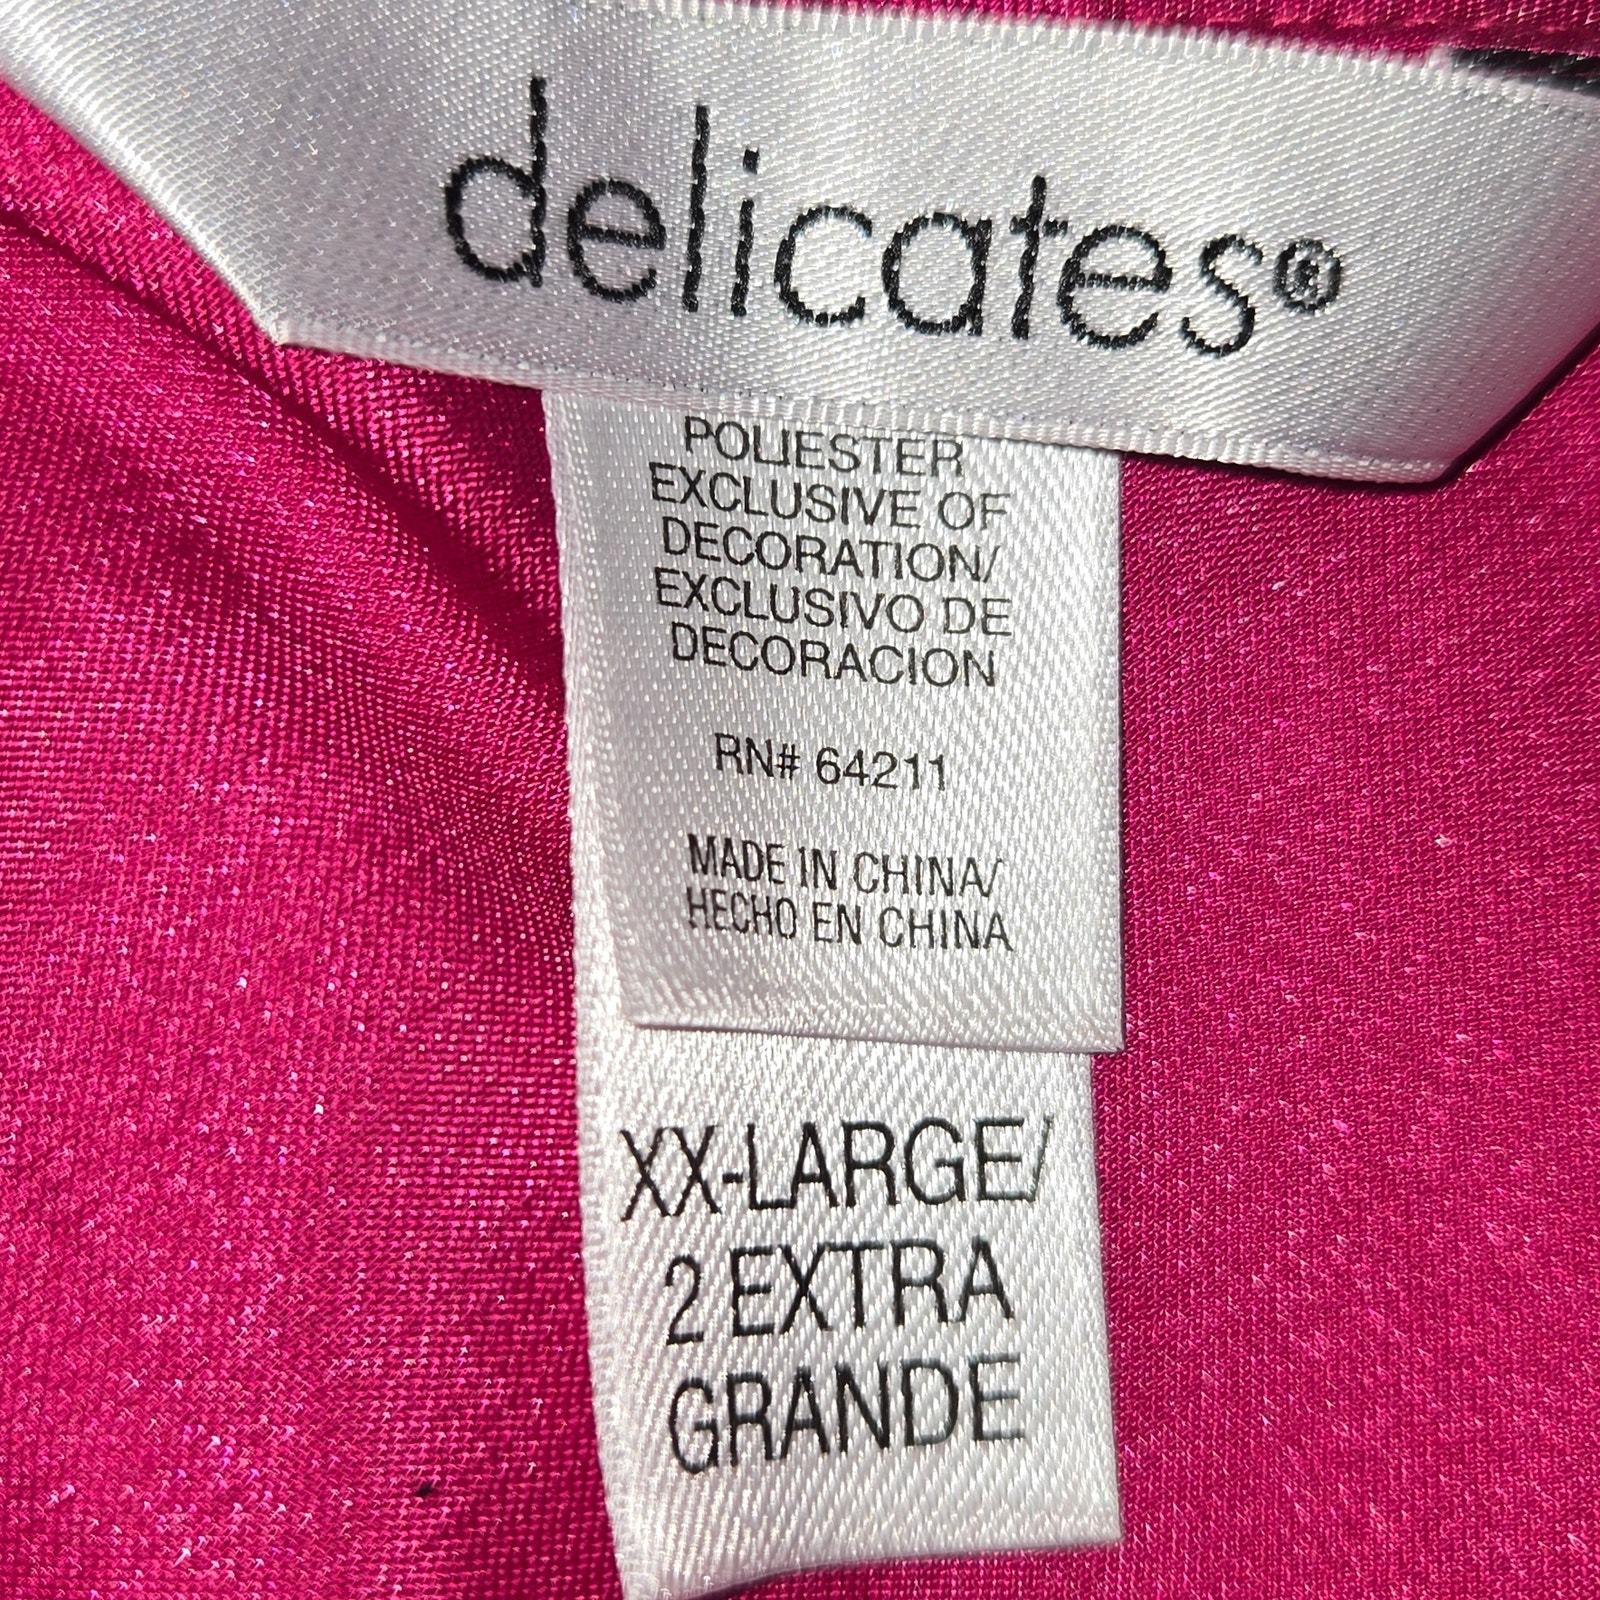 delicates®
POLIESTER
EXCLUSIVE OF
DECORATION/
EXCLUSIVO DE
DECORACION
RN# 64211
MADE IN CHINA/
HECHO EN CHINA
XX-LARGE/
2 EXTRA
GRANDE